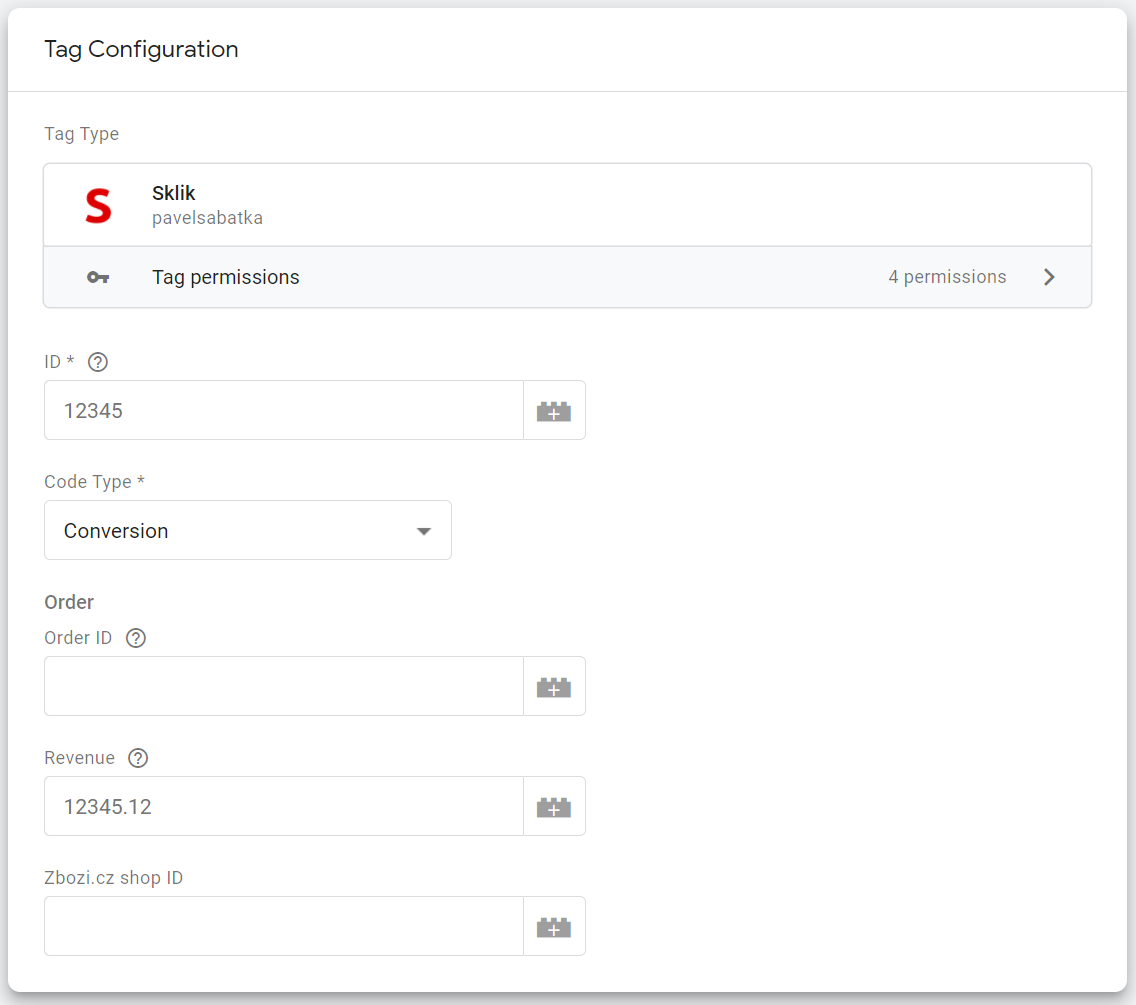 Tag Configuration
Tag Type
S
Sklik
pavelsabatka
Tag permissions 4 permissions
ID * ?
12345
Code Type *
Conversion
Order
Order ID ?
Revenue ?
12345.12
Zbozi.cz shop ID